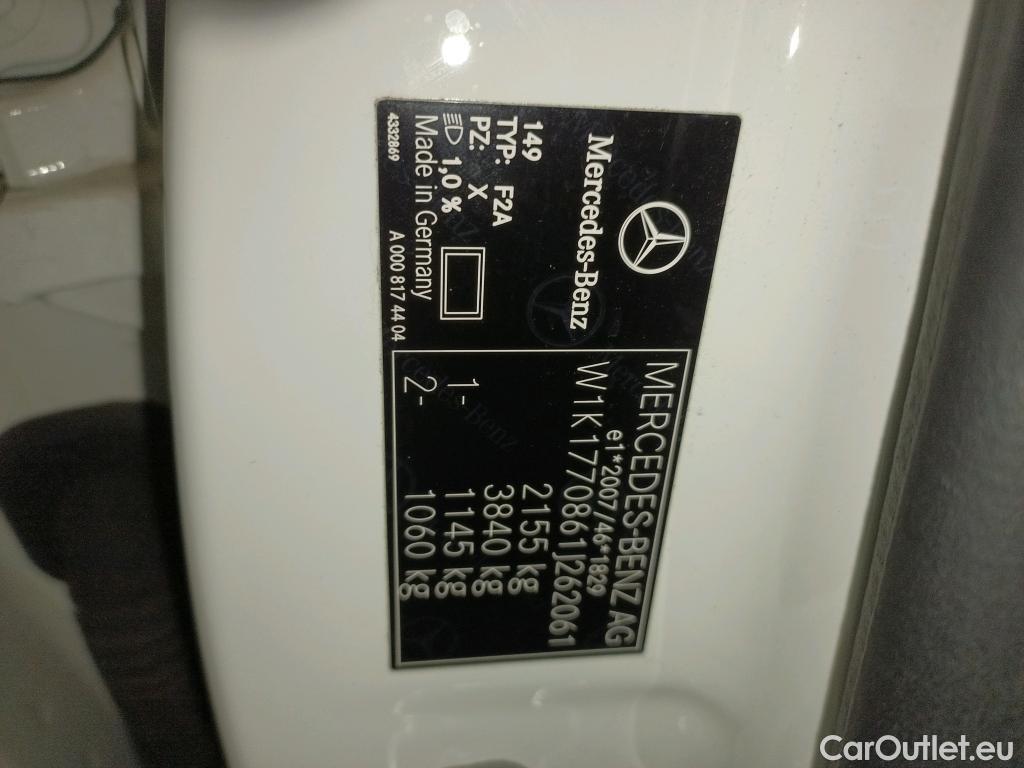 Mercedes-Benz
149
TYP: F2A
PZ: X
1,0 %
Made in Germany
4332869
A 000 817 44 04
MERCEDES-BENZ AG
e1*2007/46*1829
W1K1770861J262061
2155 kg
3840 kg
1- 1145 kg
2- 1060 kg
CarOutlet.eu